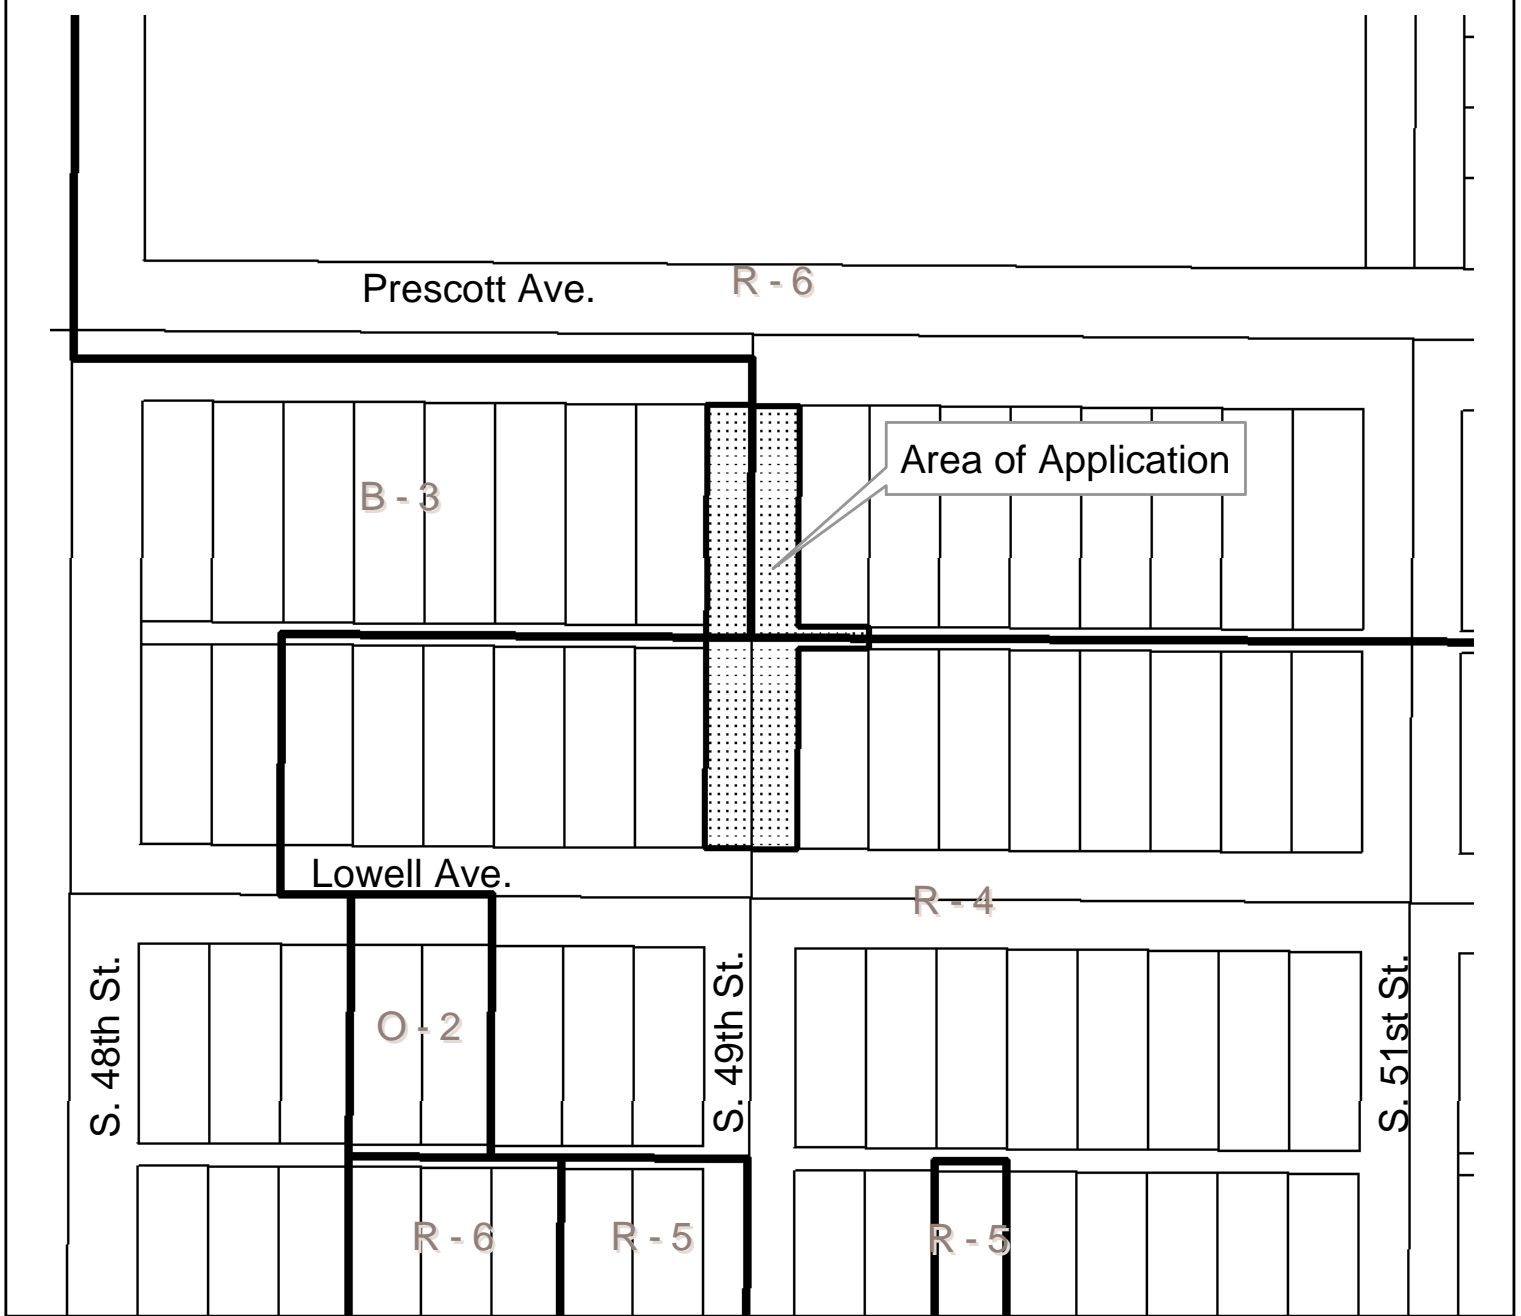 Prescott Ave.
R - 6
Area of Application
B - 3
Lowell Ave.
R - 4
S. 48th St.
O - 2
S. 49th St.
S. 51st St.
R - 6
R - 5
R - 5